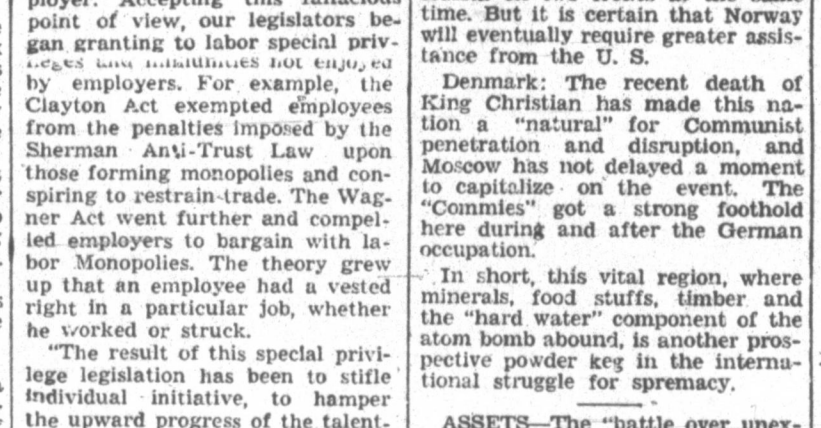 ployer. Accepting this fallacious
point of view, our legislators be-
gan granting to labor special priv-
ileges and immunities not enjoyed
by employers. For example, the
Clayton Act exempted employees
from the penalties imposed by the
Sherman Anti-Trust Law upon
those forming monopolies and con-
spiring to restrain trade. The Wag-
ner Act went further and compel-
led employers to bargain with la-
bor Monopolies. The theory grew
up that an employee had a vested
right in a particular job, whether
he worked or struck.
"The result of this special privi-
lege legislation has been to stifle
individual initiative, to hamper
the upward progress of the talent-
time. But it is certain that Norway
will eventually require greater assis-
tance from the U. S.
Denmark: The recent death of
King Christian has made this na-
tion a "natural" for Communist
penetration and disruption, and
Moscow has not delayed a moment
to capitalize on the event. The
"Commies" got a strong foothold
here during and after the German
occupation.
In short, this vital region, where
minerals, food stuffs, timber and
the "hard water" component of the
atom bomb abound, is another pros-
pective powder keg in the interna-
tional struggle for spremacy.
ASSETS—The "battle over unex-